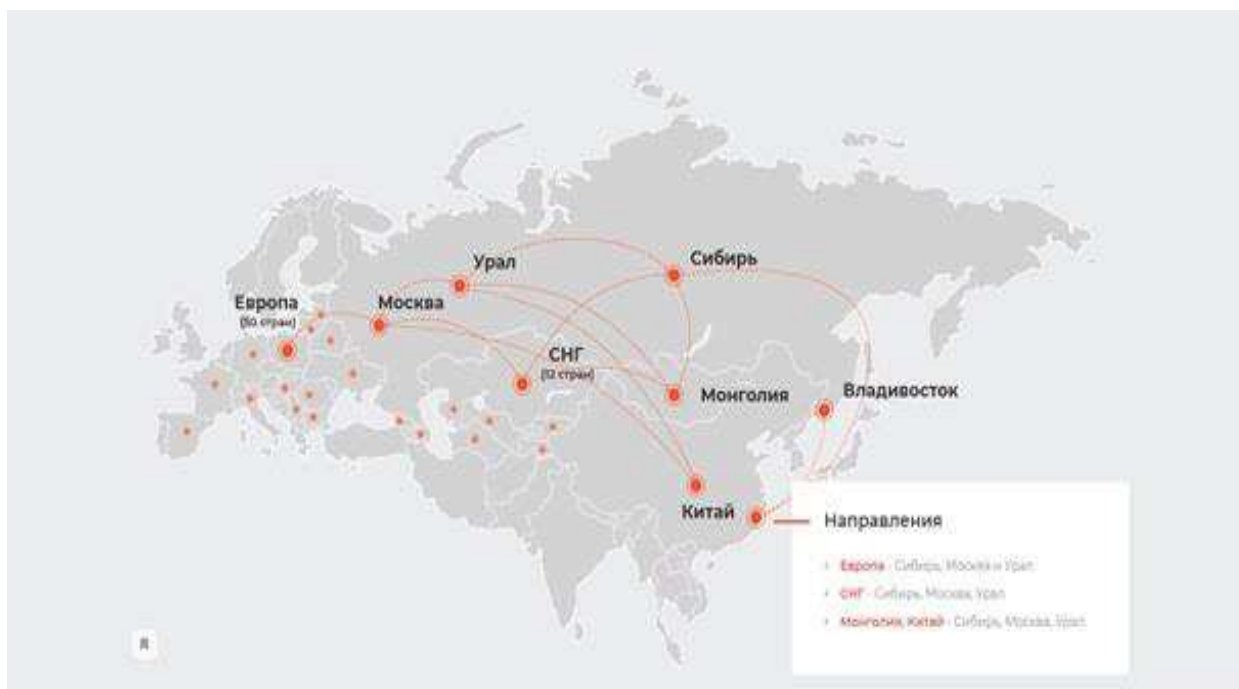 Урал
Сибирь
Европа
(50 стран)
Москва
СНГ
(12 стран)
Монголия
Владивосток
Китай
Направления
Европа - Сибирь, Москва и Урал
СНГ - Сибирь, Москва, Урал
Монголия, Китай - Сибирь, Москва, Урал